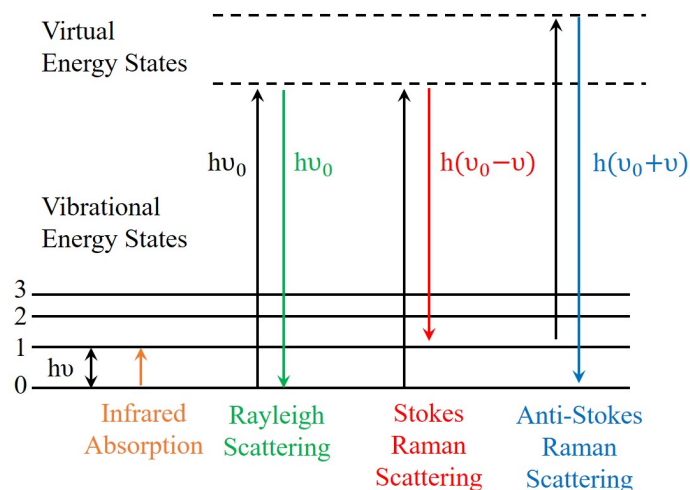 Virtual
Energy States
hυ₀
hυ₀
h(υ₀−υ)
h(υ₀+υ)
Vibrational
Energy States
3
2
1
hυ
0
Infrared
Absorption
Rayleigh
Scattering
Stokes
Raman
Scattering
Anti-Stokes
Raman
Scattering